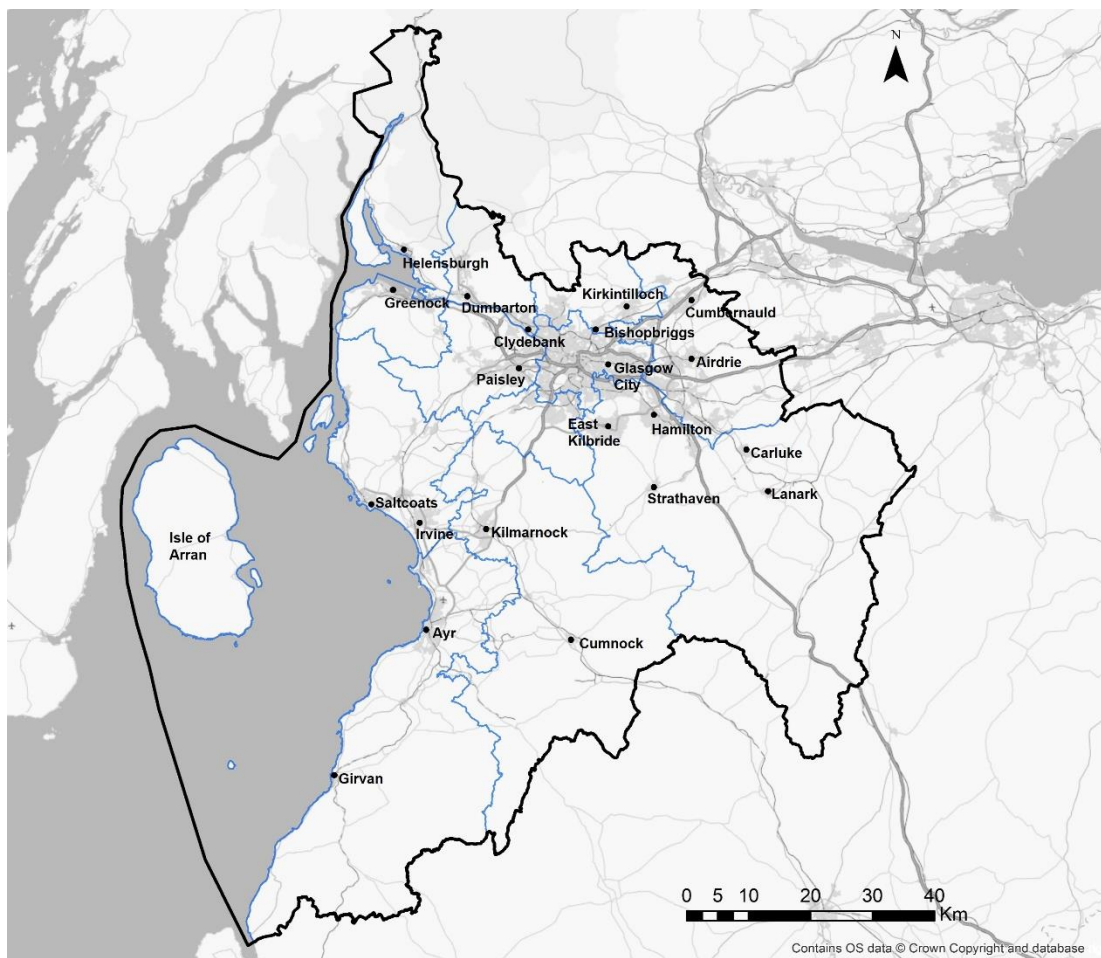 N
Helensburgh
Greenock
Dumbarton
Kirkintilloch
Cumbernauld
Clydebank
Bishopbriggs
Paisley
Glasgow
City
Airdrie
East
Kilbride
Hamilton
Carluke
Strathaven
Lanark
Saltcoats
Irvine
Kilmarnock
Isle of
Arran
Ayr
Cumnock
Girvan
0 5 10 20 30 40
Km
Contains OS data © Crown Copyright and database